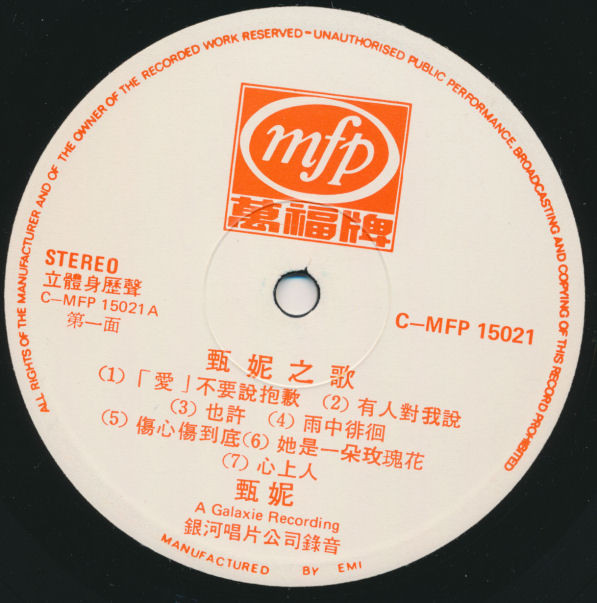 ALL RIGHTS OF THE MANUFACTURER AND OF THE OWNER OF THE RECORDED WORK RESERVED–UNAUTHORISED PUBLIC PERFORMANCE, BROADCASTING AND COPYING OF THIS RECORD PROHIBITED
mfp
萬福牌
STEREO
立體身歷聲
C–MFP 15021A
第一面
C–MFP 15021
甄妮之歌
(1)「愛」不要說抱歉 (2) 有人對我說
(3) 也許 (4) 雨中徘徊
(5) 傷心傷到底(6) 她是一朵玫瑰花
(7) 心上人
甄妮
A Galaxie Recording
銀河唱片公司錄音
MANUFACTURED BY EMI